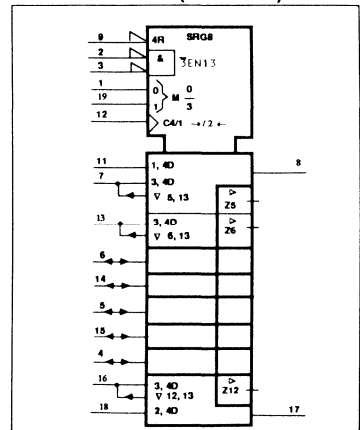 9 4R SRG8
2 &
3 3EN13
1 0 } M 0/3
19 1
12 C4/1 →/2 ←
11 1, 4D 8
7 3, 4D
▽ 5, 13 ▷ Z5
13 3, 4D ▷ Z6
▽ 6, 13
6
14
5
15
4
16 3, 4D ▷ Z12
▽ 12, 13
18 2, 4D 17